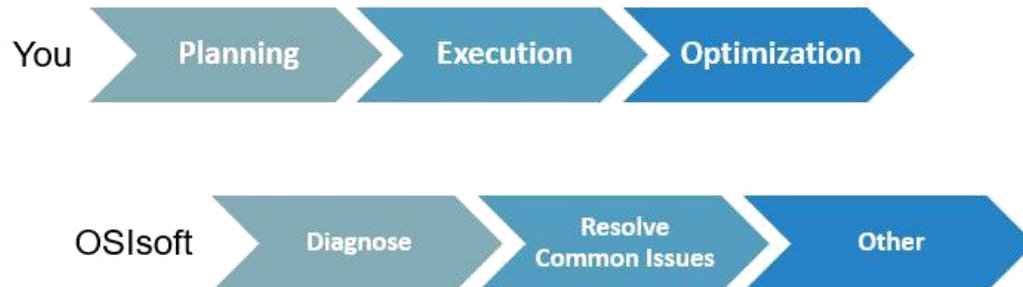 You
Planning
Execution
Optimization
OSIsoft
Diagnose
Resolve
Common Issues
Other